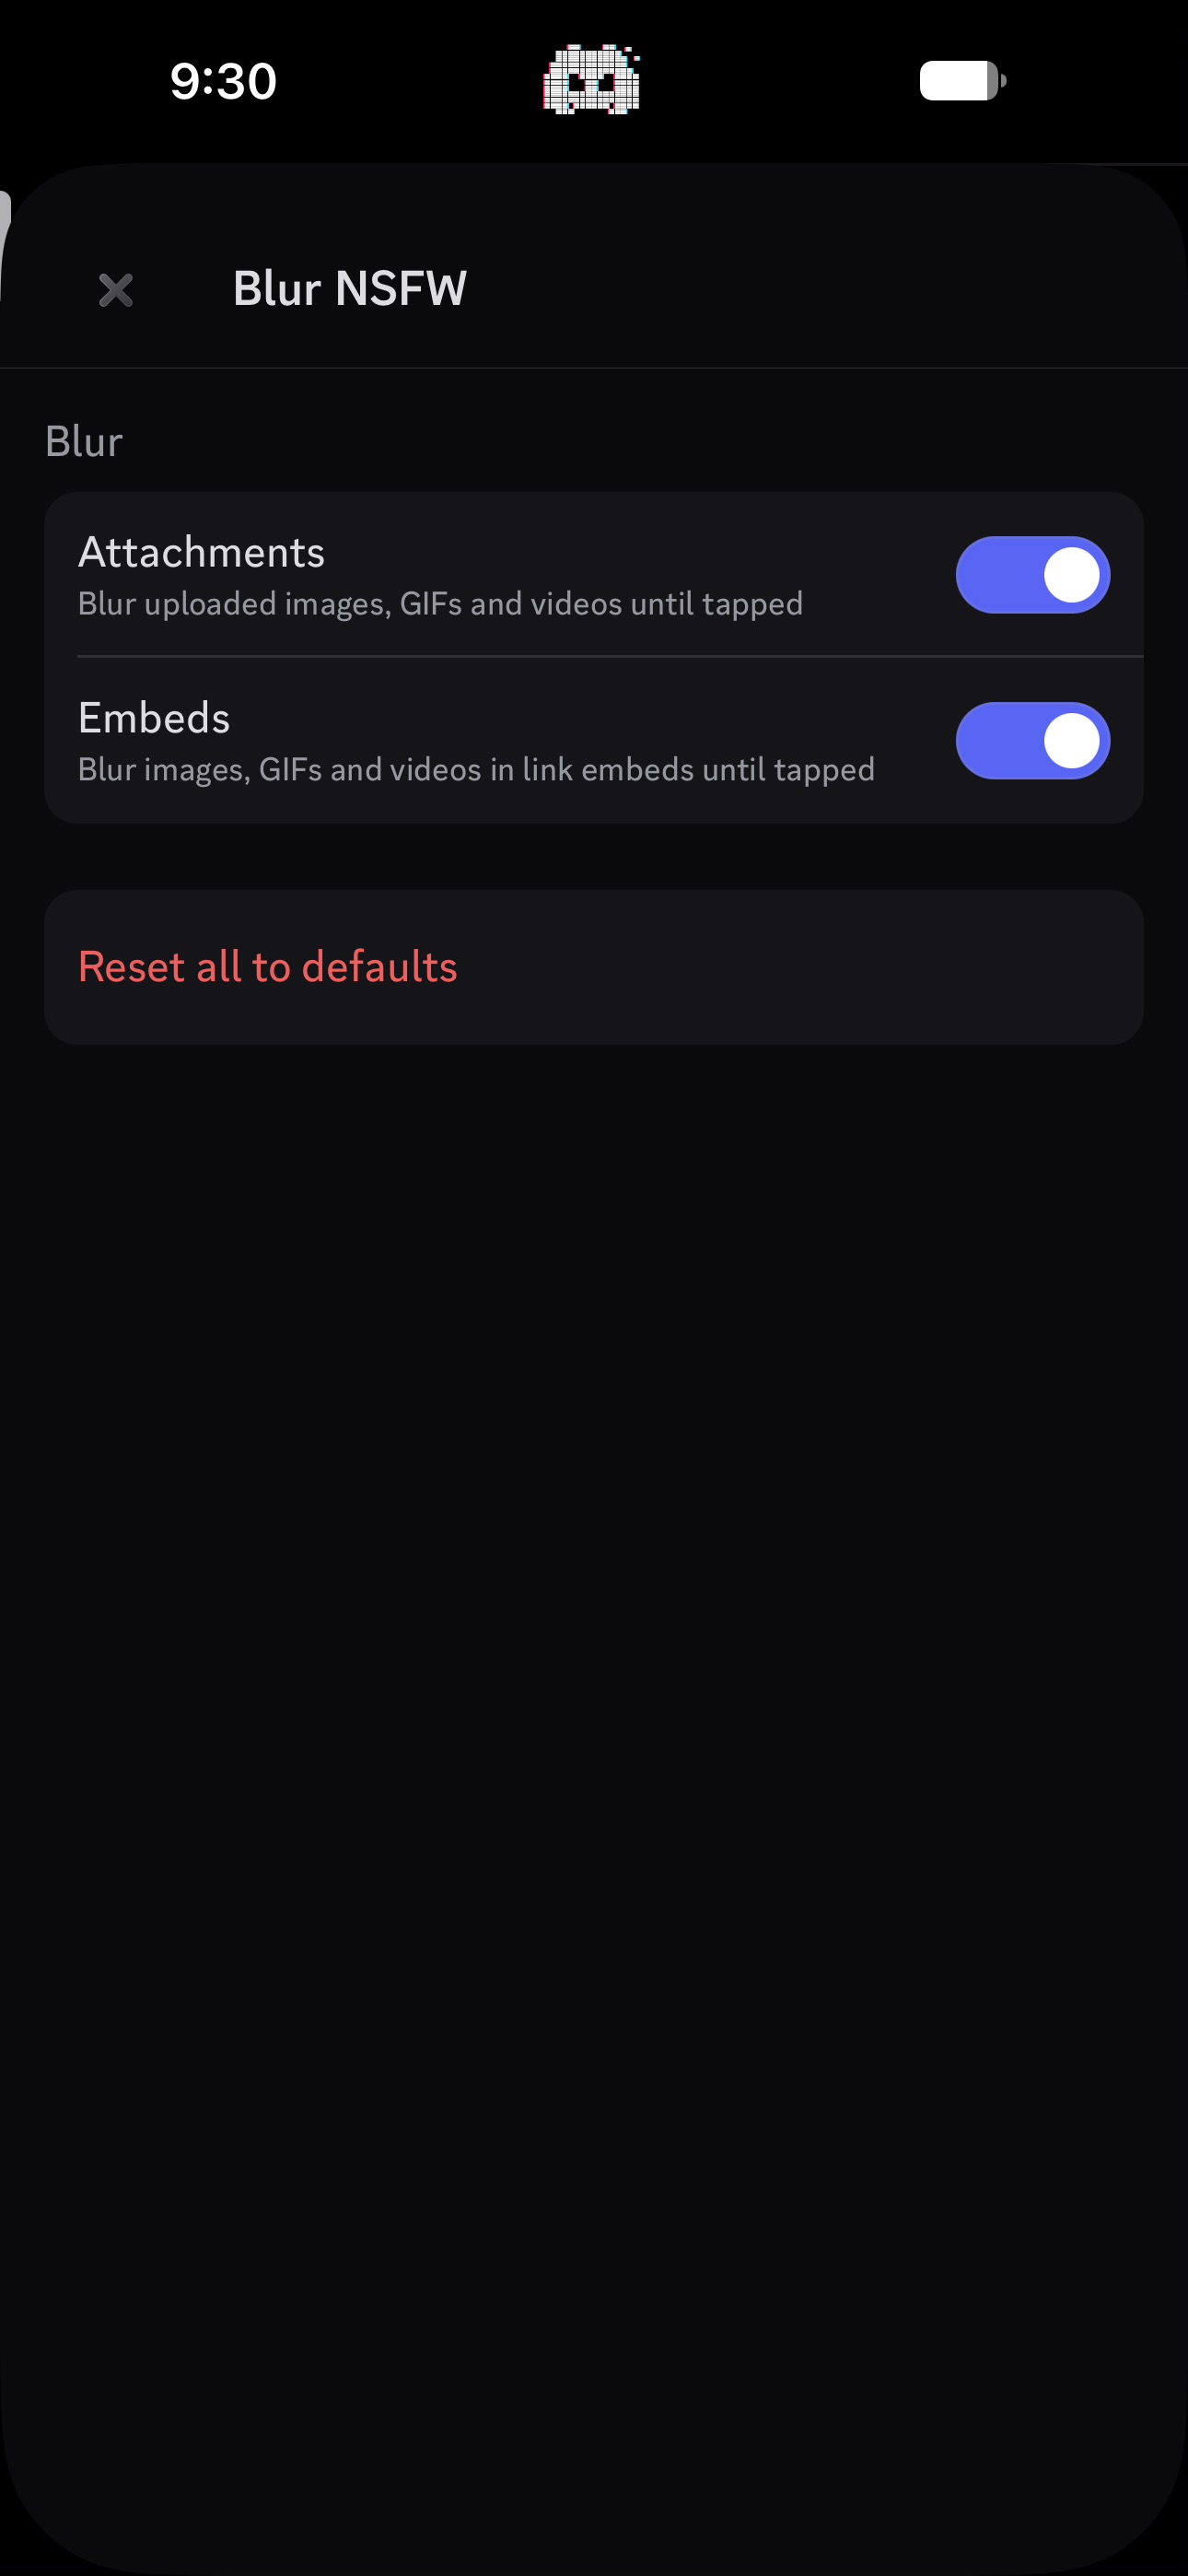 9:30
Blur NSFW
Blur
Attachments
Blur uploaded images, GIFs and videos until tapped
Embeds
Blur images, GIFs and videos in link embeds until tapped
Reset all to defaults